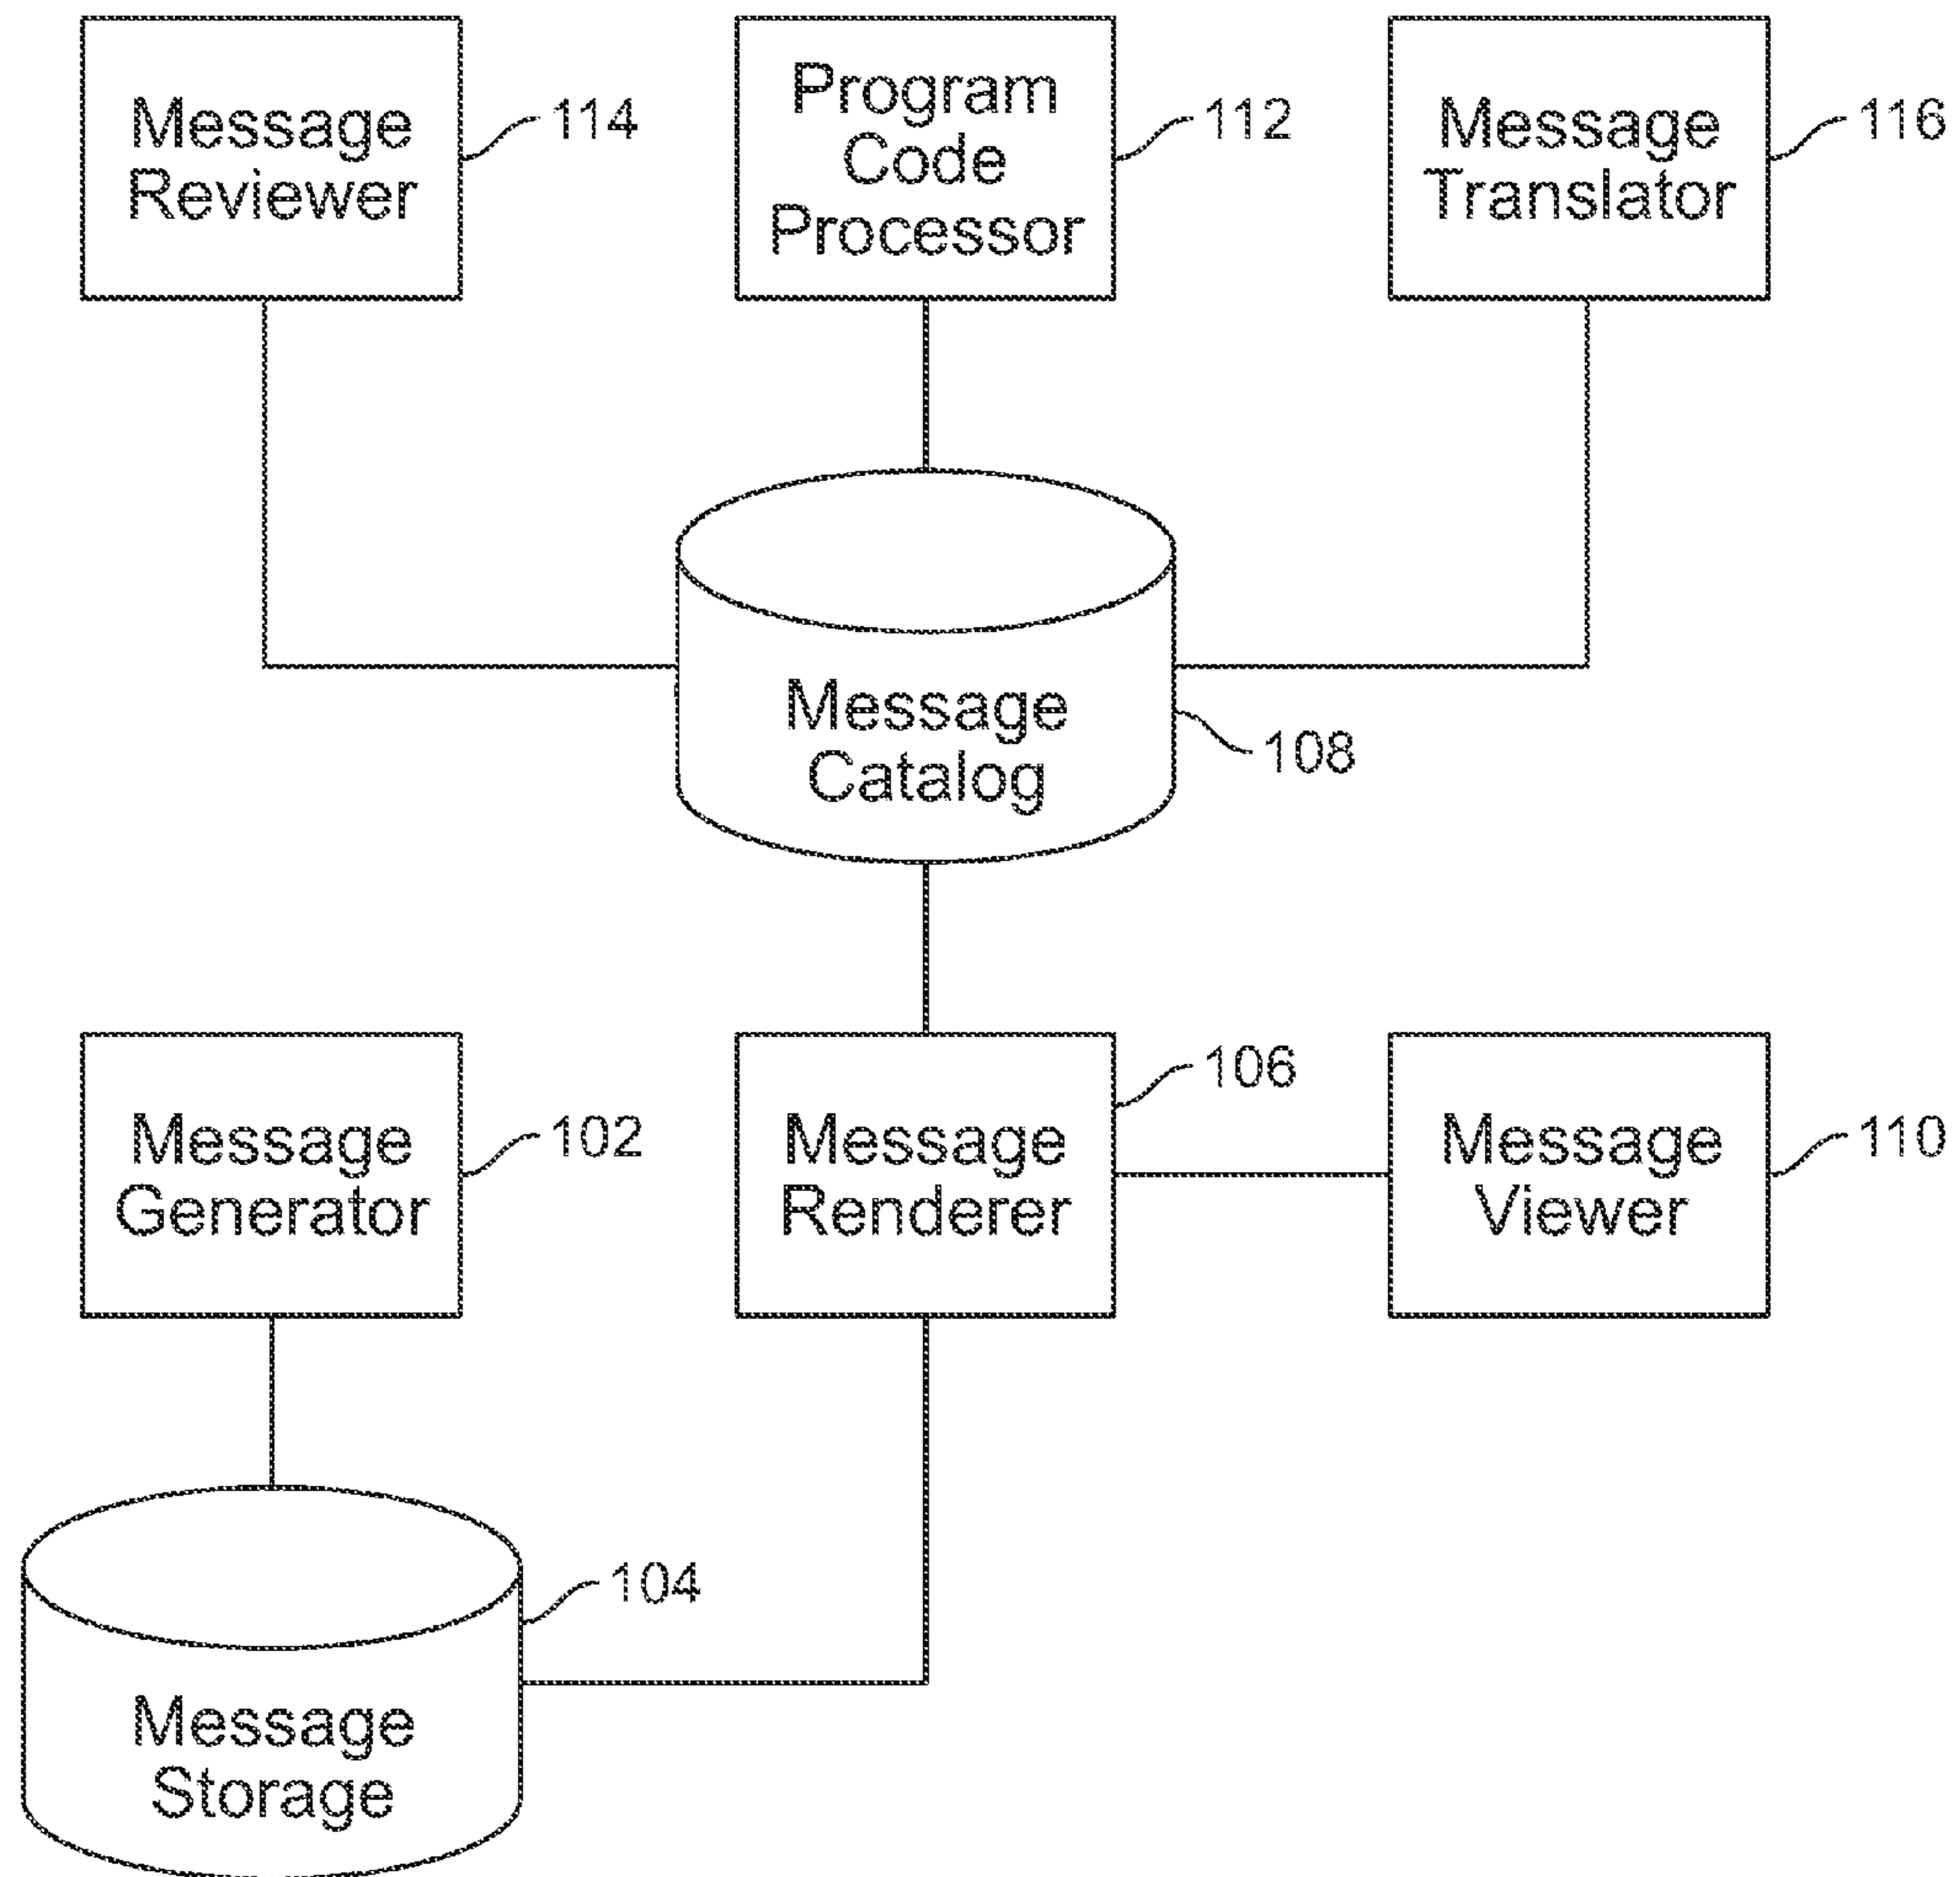 Message
Reviewer
114
Program
Code
Processor
112
Message
Translator
116
Message
Catalog
108
Message
Generator
102
Message
Renderer
106
Message
Viewer
110
Message
Storage
104